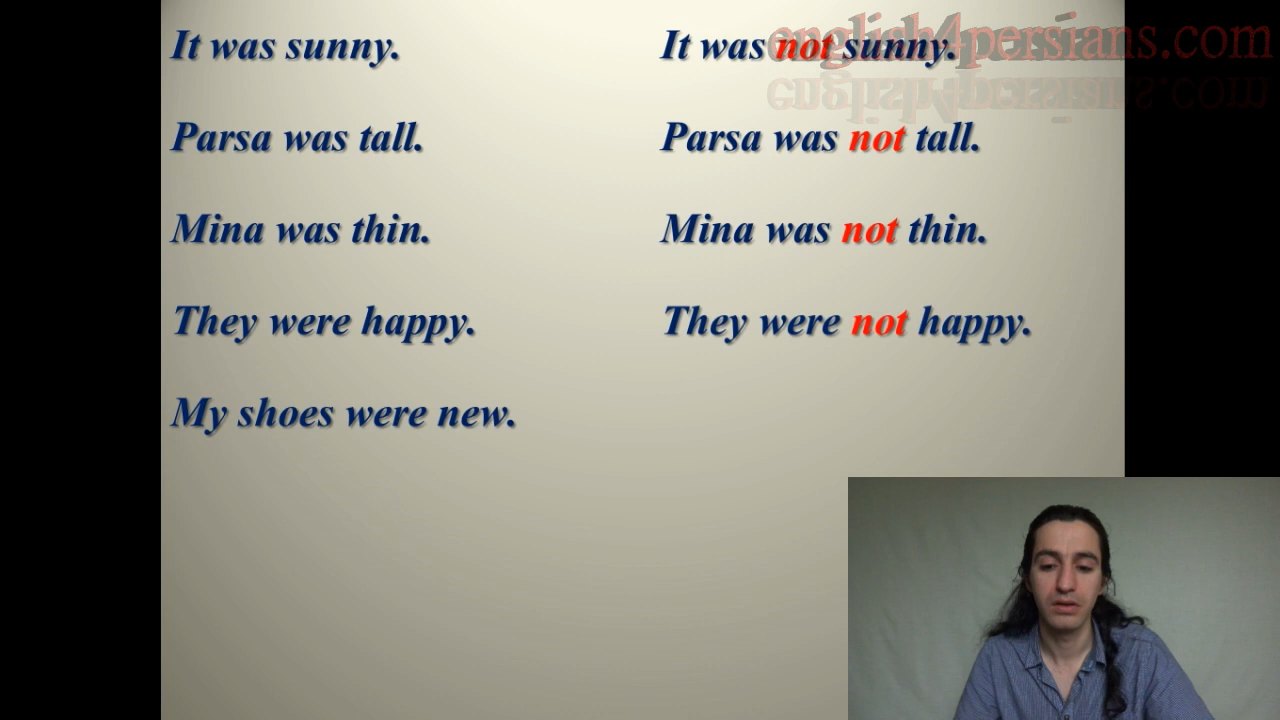 english4persians.com
It was sunny. It was not sunny.
Parsa was tall. Parsa was not tall.
Mina was thin. Mina was not thin.
They were happy. They were not happy.
My shoes were new.